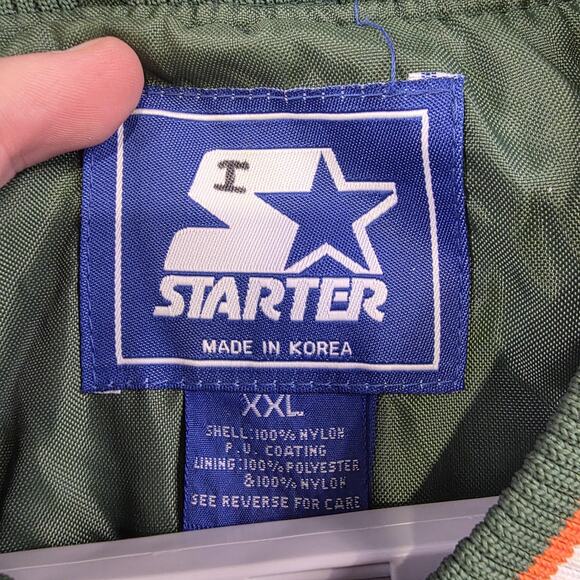 I
STARTER
MADE IN KOREA
XXL
SHELL:100% NYLON
P.U. COATING
LINING:100% POLYESTER
&100% NYLON
SEE REVERSE FOR CARE